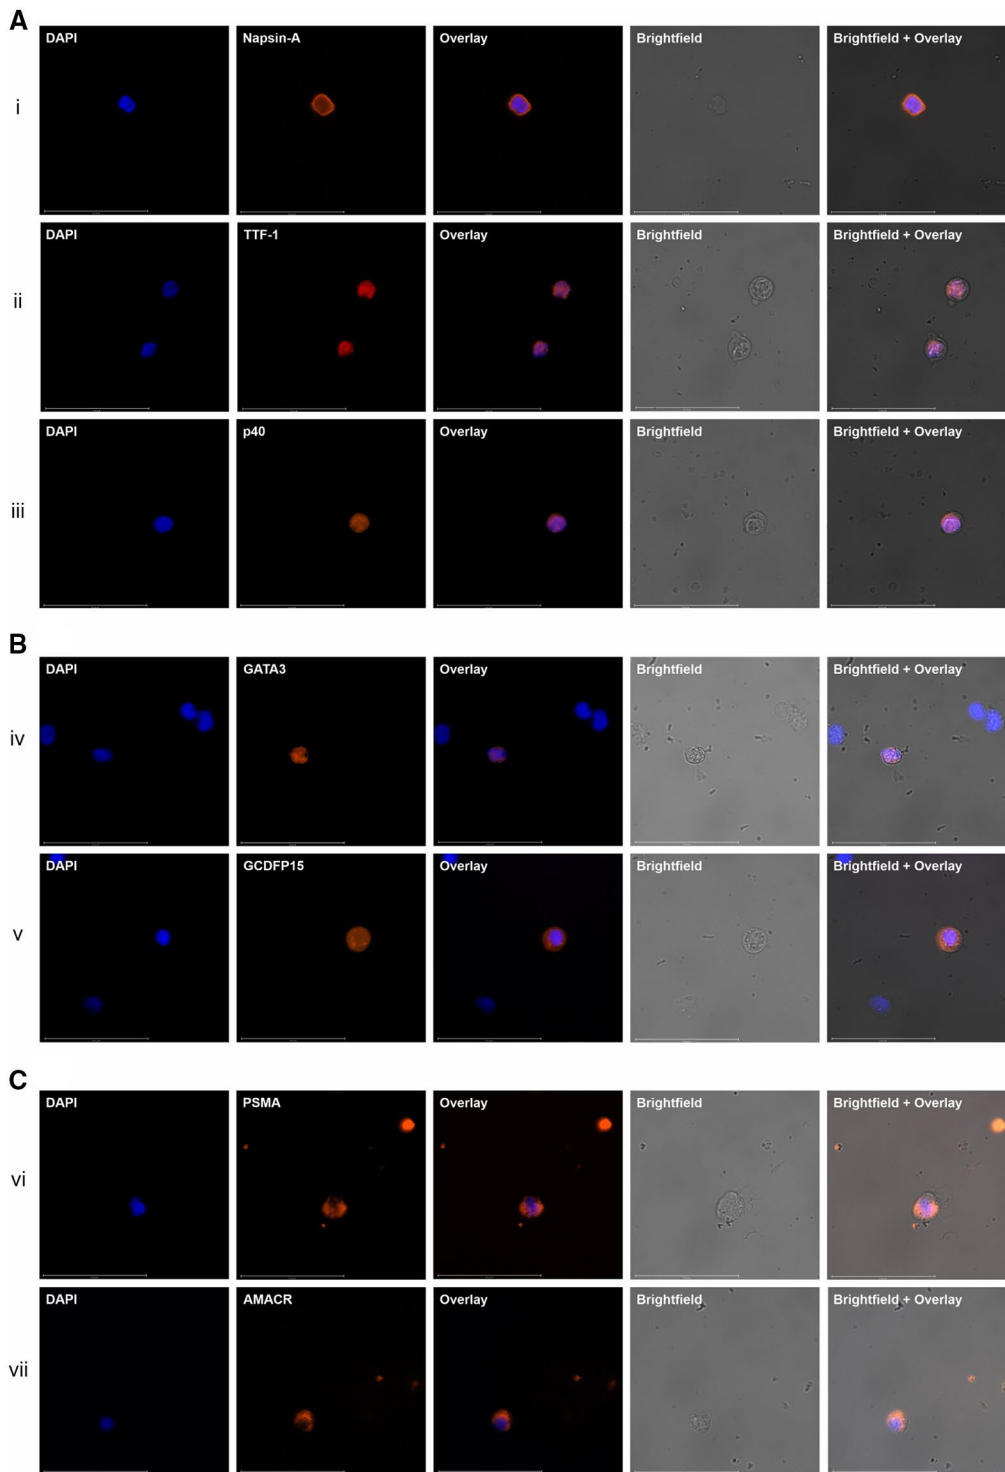 A
i
DAPI
Napsin-A
Overlay
Brightfield
Brightfield + Overlay
ii
DAPI
TTF-1
Overlay
Brightfield
Brightfield + Overlay
iii
DAPI
p40
Overlay
Brightfield
Brightfield + Overlay
B
iv
DAPI
GATA3
Overlay
Brightfield
Brightfield + Overlay
v
DAPI
GCDFP15
Overlay
Brightfield
Brightfield + Overlay
C
vi
DAPI
PSMA
Overlay
Brightfield
Brightfield + Overlay
vii
DAPI
AMACR
Overlay
Brightfield
Brightfield + Overlay